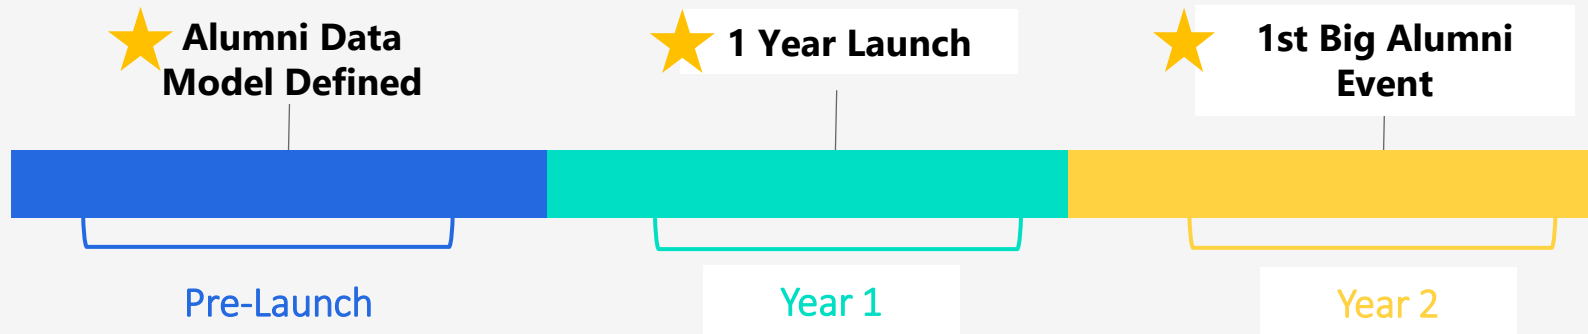 Alumni Data
Model Defined
1 Year Launch
1st Big Alumni
Event
Pre-Launch
Year 1
Year 2